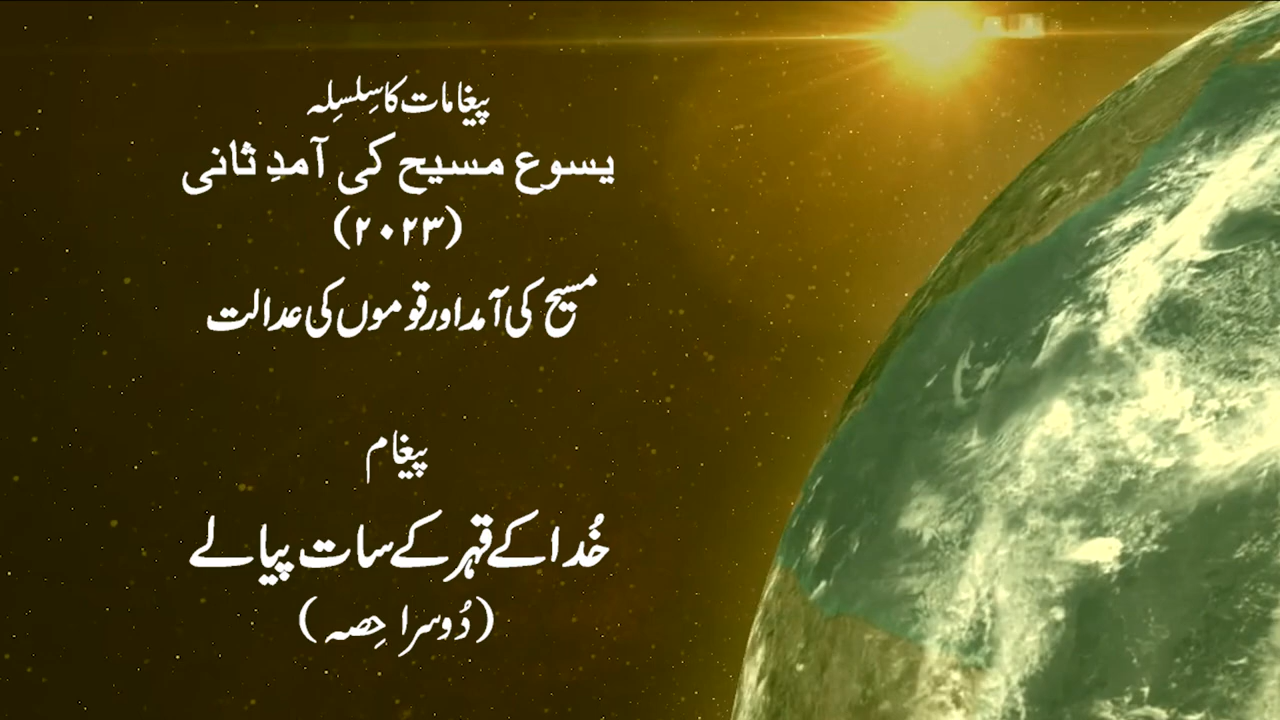 پیغامات کا سِلسِلہ
یسوع مسیح کی آمدِ ثانی
(۲۰۲۳)
مسیح کی آمد اور قوموں کی عدالت
پیغام
خُدا کے قہر کے سات پیالے
(دُوسرا حِصہ)